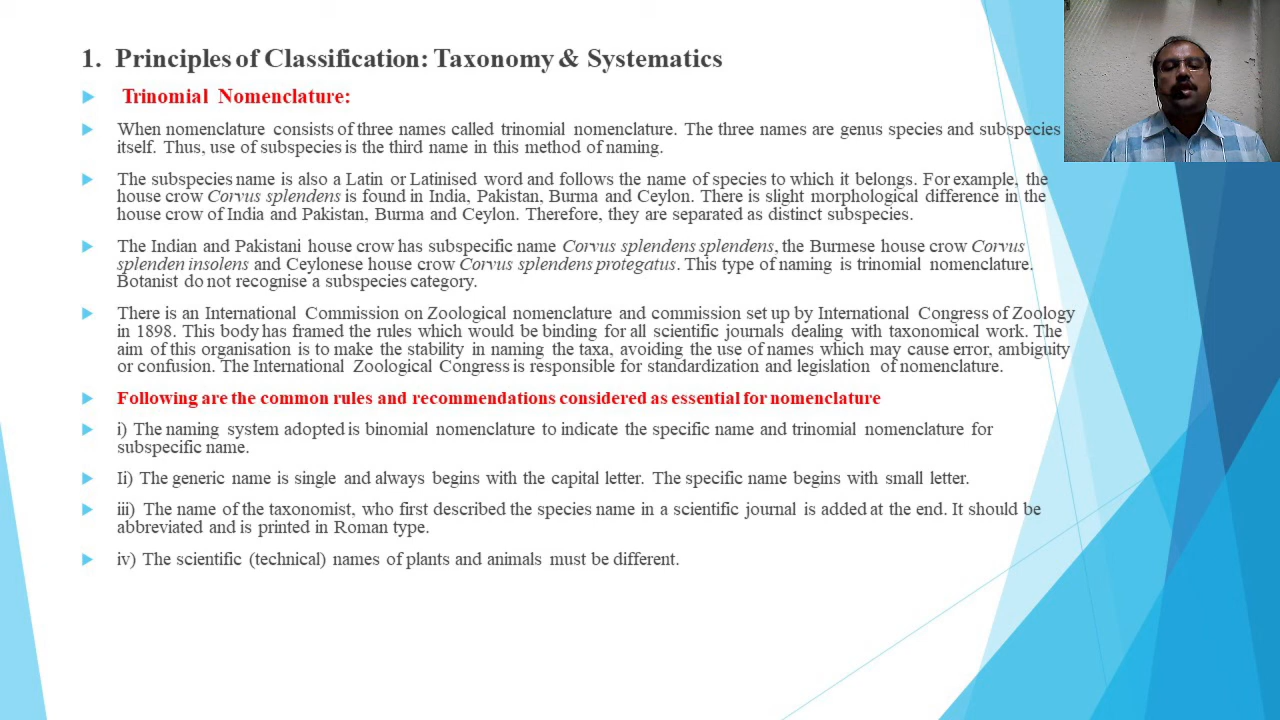 1. Principles of Classification: Taxonomy & Systematics
Trinomial Nomenclature:
When nomenclature consists of three names called trinomial nomenclature. The three names are genus species and subspecies
itself. Thus, use of subspecies is the third name in this method of naming.
The subspecies name is also a Latin or Latinised word and follows the name of species to which it belongs. For example, the
house crow Corvus splendens is found in India, Pakistan, Burma and Ceylon. There is slight morphological difference in the
house crow of India and Pakistan, Burma and Ceylon. Therefore, they are separated as distinct subspecies.
The Indian and Pakistani house crow has subspecific name Corvus splendens splendens, the Burmese house crow Corvus
splenden insolens and Ceylonese house crow Corvus splendens protegatus. This type of naming is trinomial nomenclature.
Botanist do not recognise a subspecies category.
There is an International Commission on Zoological nomenclature and commission set up by International Congress of Zoology
in 1898. This body has framed the rules which would be binding for all scientific journals dealing with taxonomical work. The
aim of this organisation is to make the stability in naming the taxa, avoiding the use of names which may cause error, ambiguity
or confusion. The International Zoological Congress is responsible for standardization and legislation of nomenclature.
Following are the common rules and recommendations considered as essential for nomenclature
i) The naming system adopted is binomial nomenclature to indicate the specific name and trinomial nomenclature for
subspecific name.
Ii) The generic name is single and always begins with the capital letter. The specific name begins with small letter.
iii) The name of the taxonomist, who first described the species name in a scientific journal is added at the end. It should be
abbreviated and is printed in Roman type.
iv) The scientific (technical) names of plants and animals must be different.